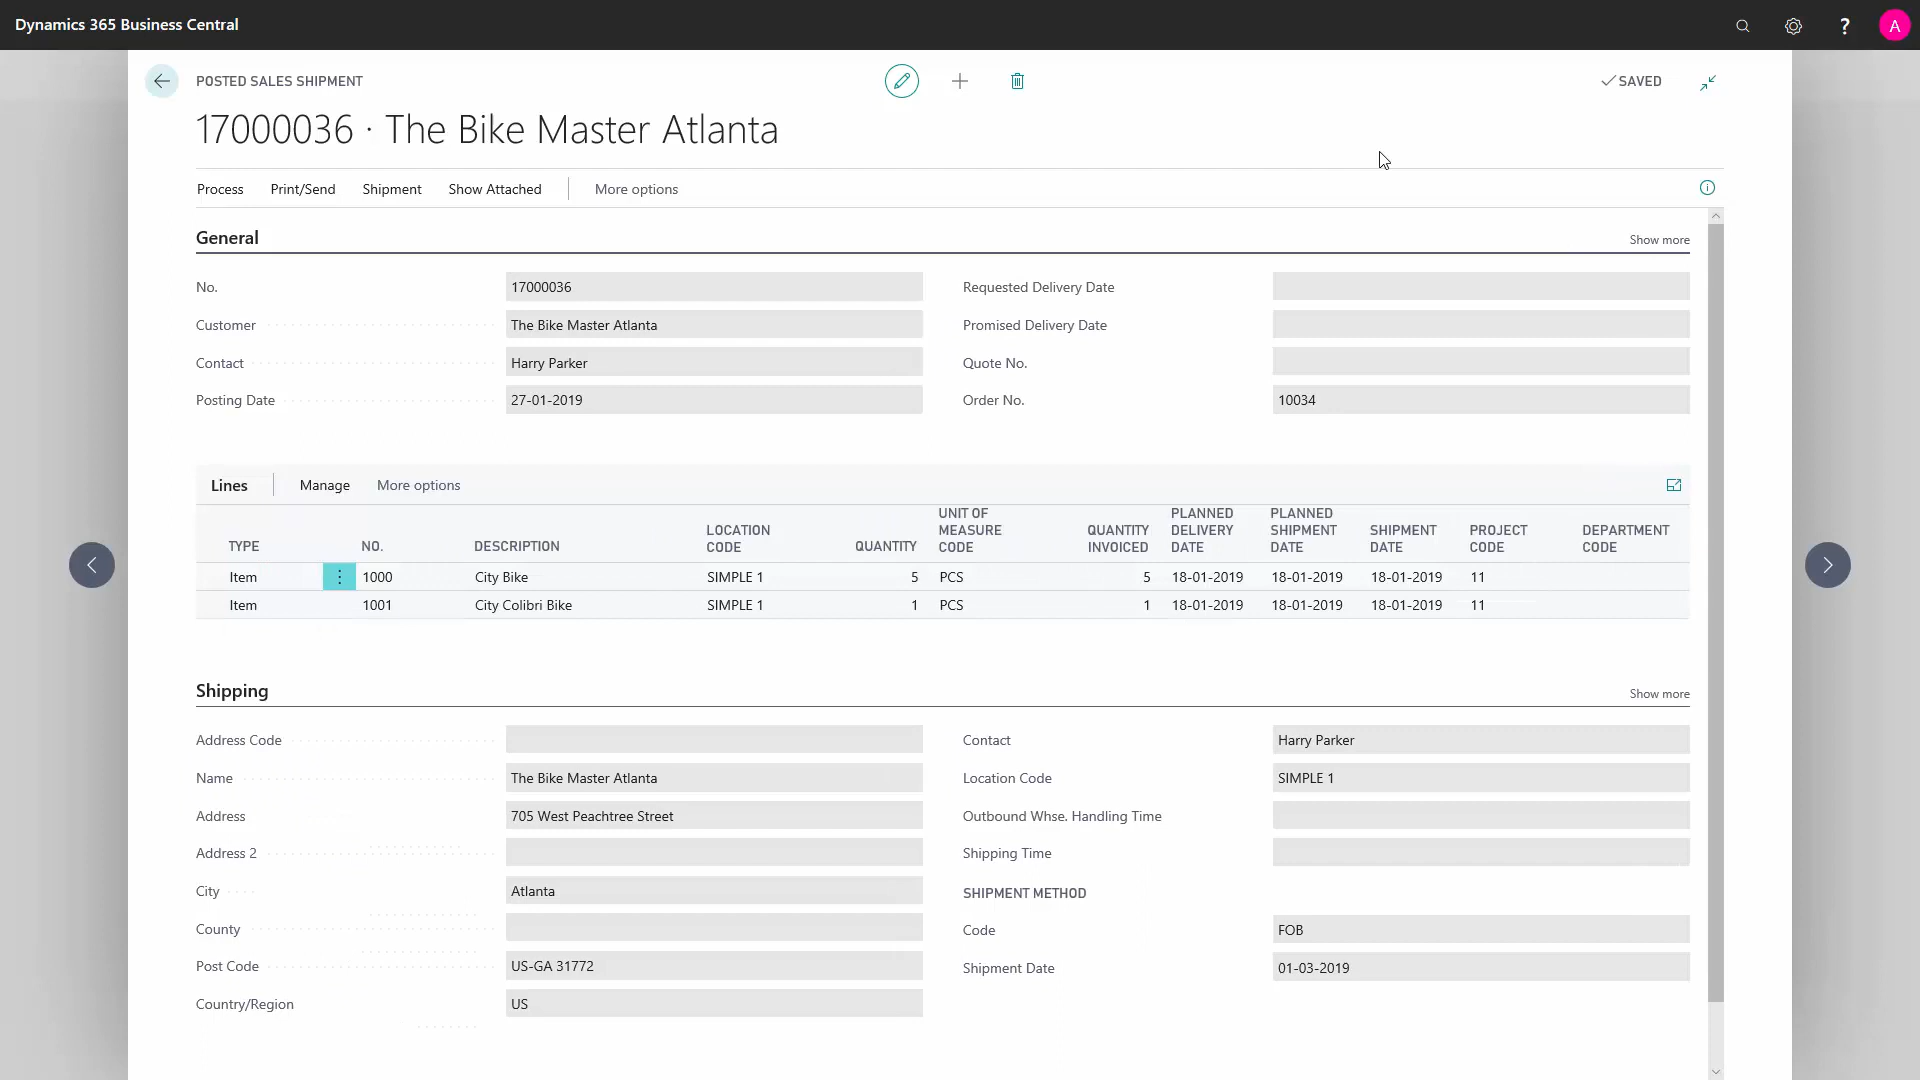 Dynamics 365 Business Central
A
POSTED SALES SHIPMENT
SAVED
17000036 · The Bike Master Atlanta
Process Print/Send Shipment Show Attached More options
General Show more
No. 17000036 Requested Delivery Date
Customer The Bike Master Atlanta Promised Delivery Date
Contact Harry Parker Quote No.
Posting Date 27-01-2019 Order No. 10034
Lines Manage More options
TYPE NO. DESCRIPTION LOCATION CODE QUANTITY UNIT OF MEASURE CODE QUANTITY INVOICED PLANNED DELIVERY DATE PLANNED SHIPMENT DATE SHIPMENT DATE PROJECT CODE DEPARTMENT CODE
Item 1000 City Bike SIMPLE 1 5 PCS 5 18-01-2019 18-01-2019 18-01-2019 11
Item 1001 City Colibri Bike SIMPLE 1 1 PCS 1 18-01-2019 18-01-2019 18-01-2019 11
Shipping Show more
Address Code Contact Harry Parker
Name The Bike Master Atlanta Location Code SIMPLE 1
Address 705 West Peachtree Street Outbound Whse. Handling Time
Address 2 Shipping Time
City Atlanta SHIPMENT METHOD
County Code FOB
Post Code US-GA 31772 Shipment Date 01-03-2019
Country/Region US